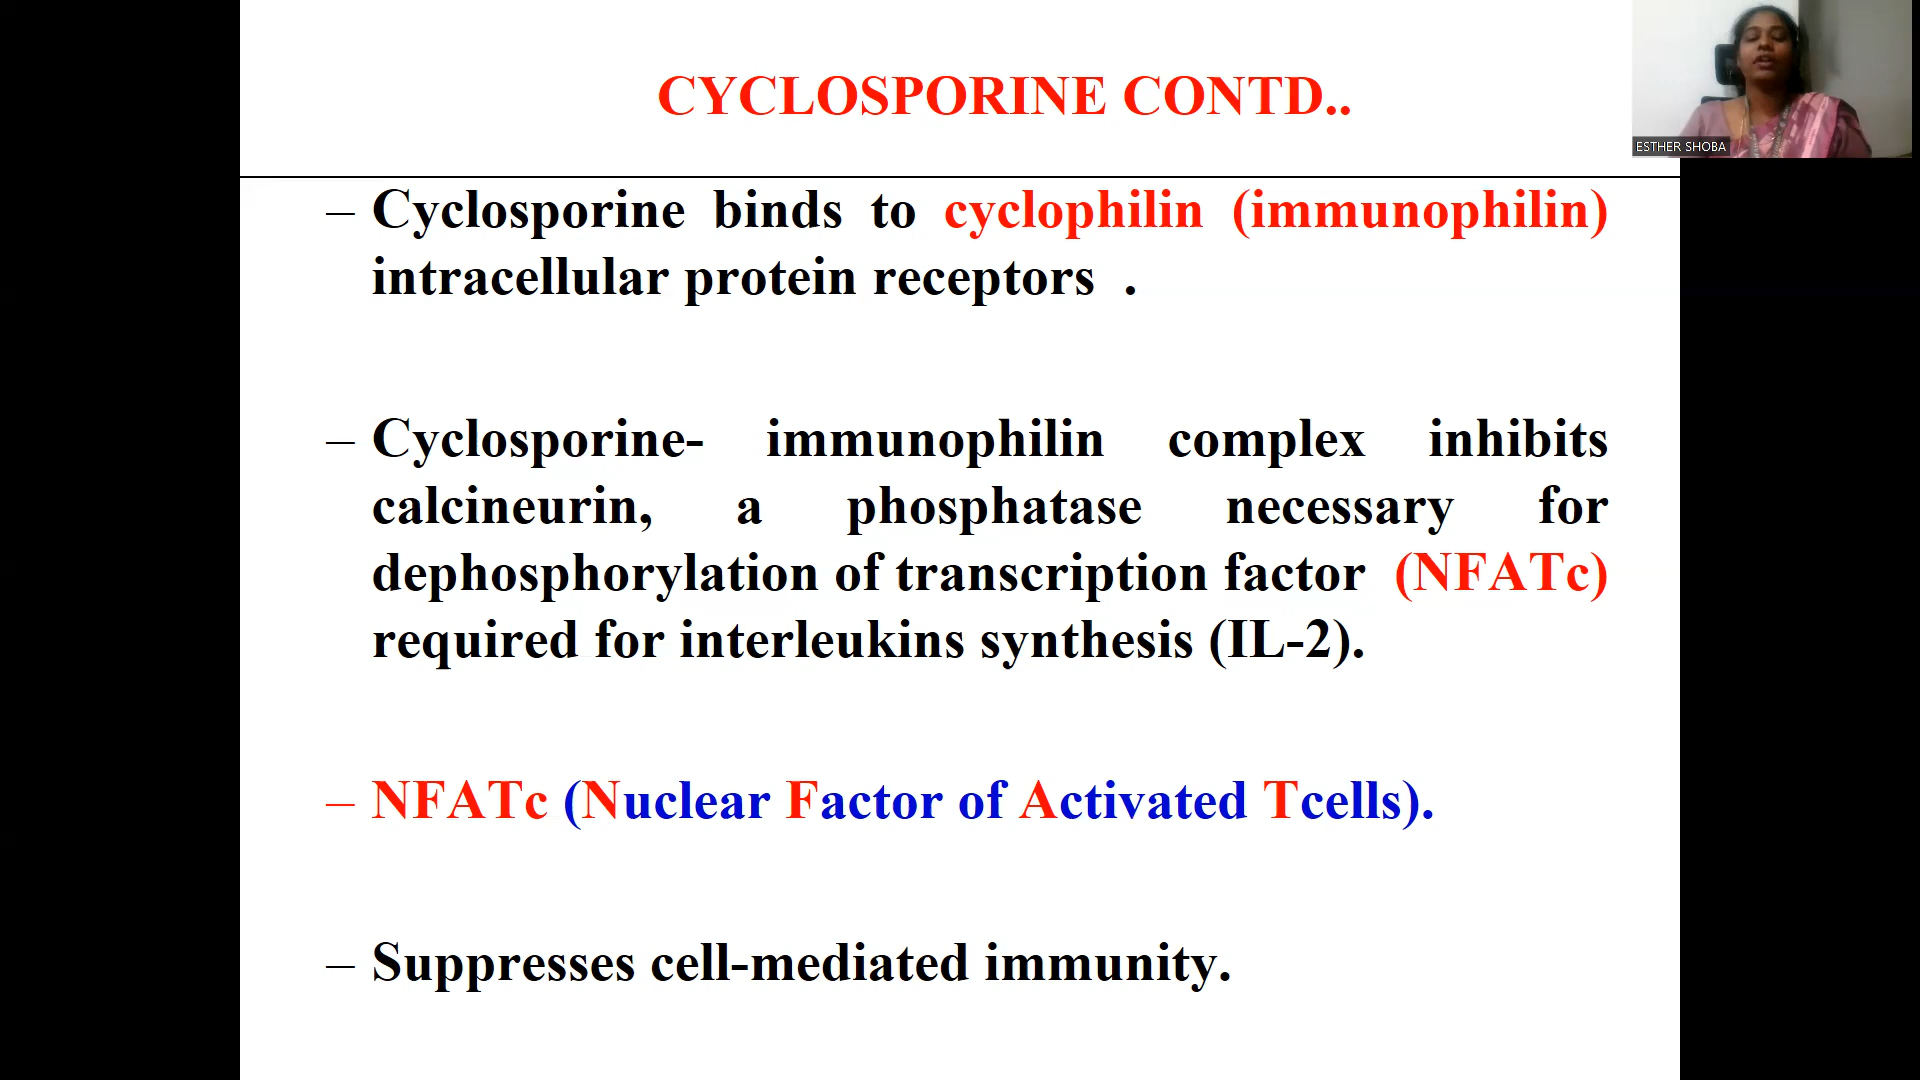 CYCLOSPORINE CONTD..
ESTHER SHOBA
– Cyclosporine binds to cyclophilin (immunophilin)
intracellular protein receptors .
– Cyclosporine- immunophilin complex inhibits
calcineurin, a phosphatase necessary for
dephosphorylation of transcription factor (NFATc)
required for interleukins synthesis (IL-2).
– NFATc (Nuclear Factor of Activated Tcells).
– Suppresses cell-mediated immunity.